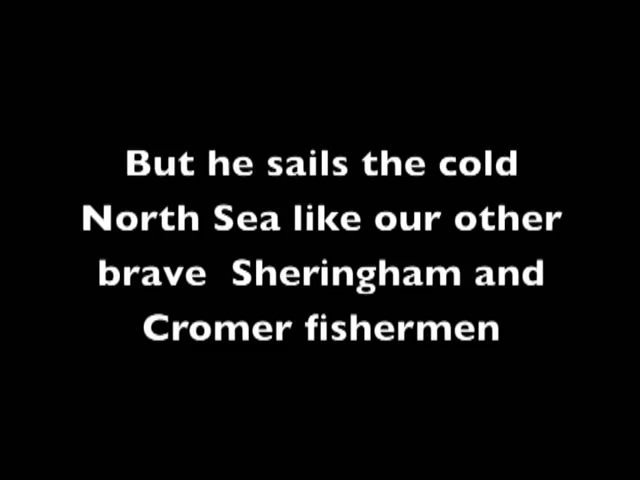 But he sails the cold
North Sea like our other
brave  Sheringham and
Cromer fishermen